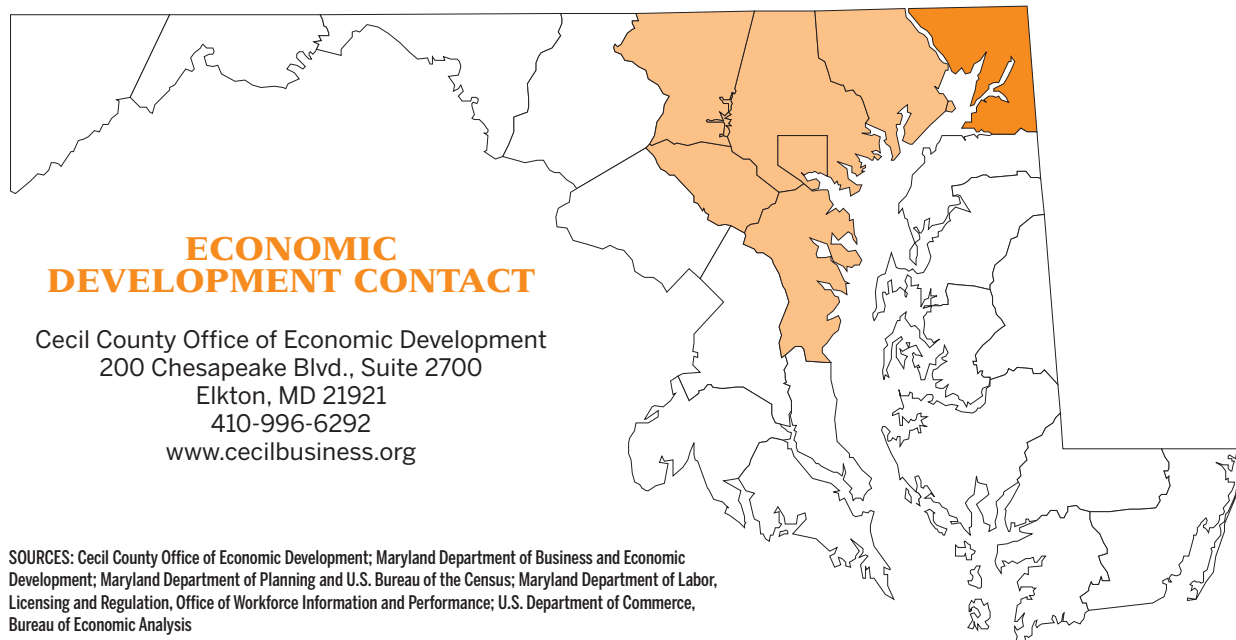 ECONOMIC
DEVELOPMENT CONTACT
Cecil County Office of Economic Development
200 Chesapeake Blvd., Suite 2700
Elkton, MD 21921
410-996-6292
www.cecilbusiness.org
SOURCES: Cecil County Office of Economic Development; Maryland Department of Business and Economic
Development; Maryland Department of Planning and U.S. Bureau of the Census; Maryland Department of Labor,
Licensing and Regulation, Office of Workforce Information and Performance; U.S. Department of Commerce,
Bureau of Economic Analysis